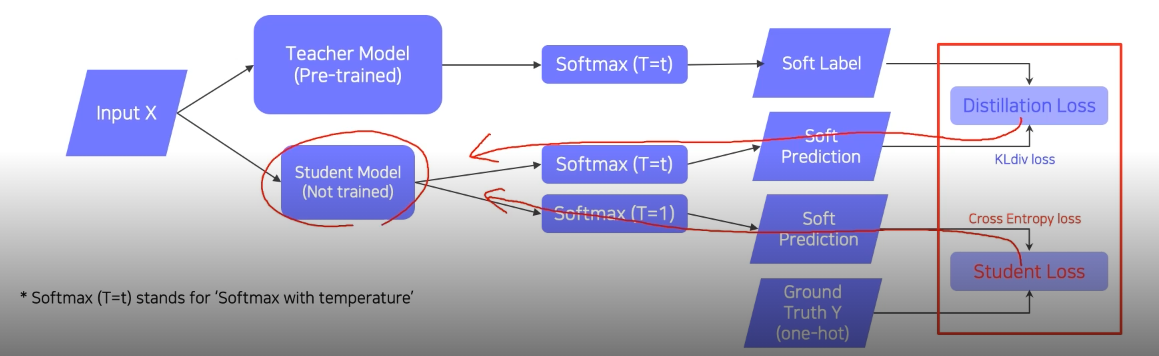 Teacher Model
(Pre-trained)
Softmax (T=t)
Soft Label
Input X
Distillation Loss
Student Model
(Not trained)
Softmax (T=t)
Soft
Prediction
KLdiv loss
Softmax (T=1)
Soft
Prediction
Cross Entropy loss
Student Loss
Ground
Truth Y
(one-hot)
* Softmax (T=t) stands for ‘Softmax with temperature’